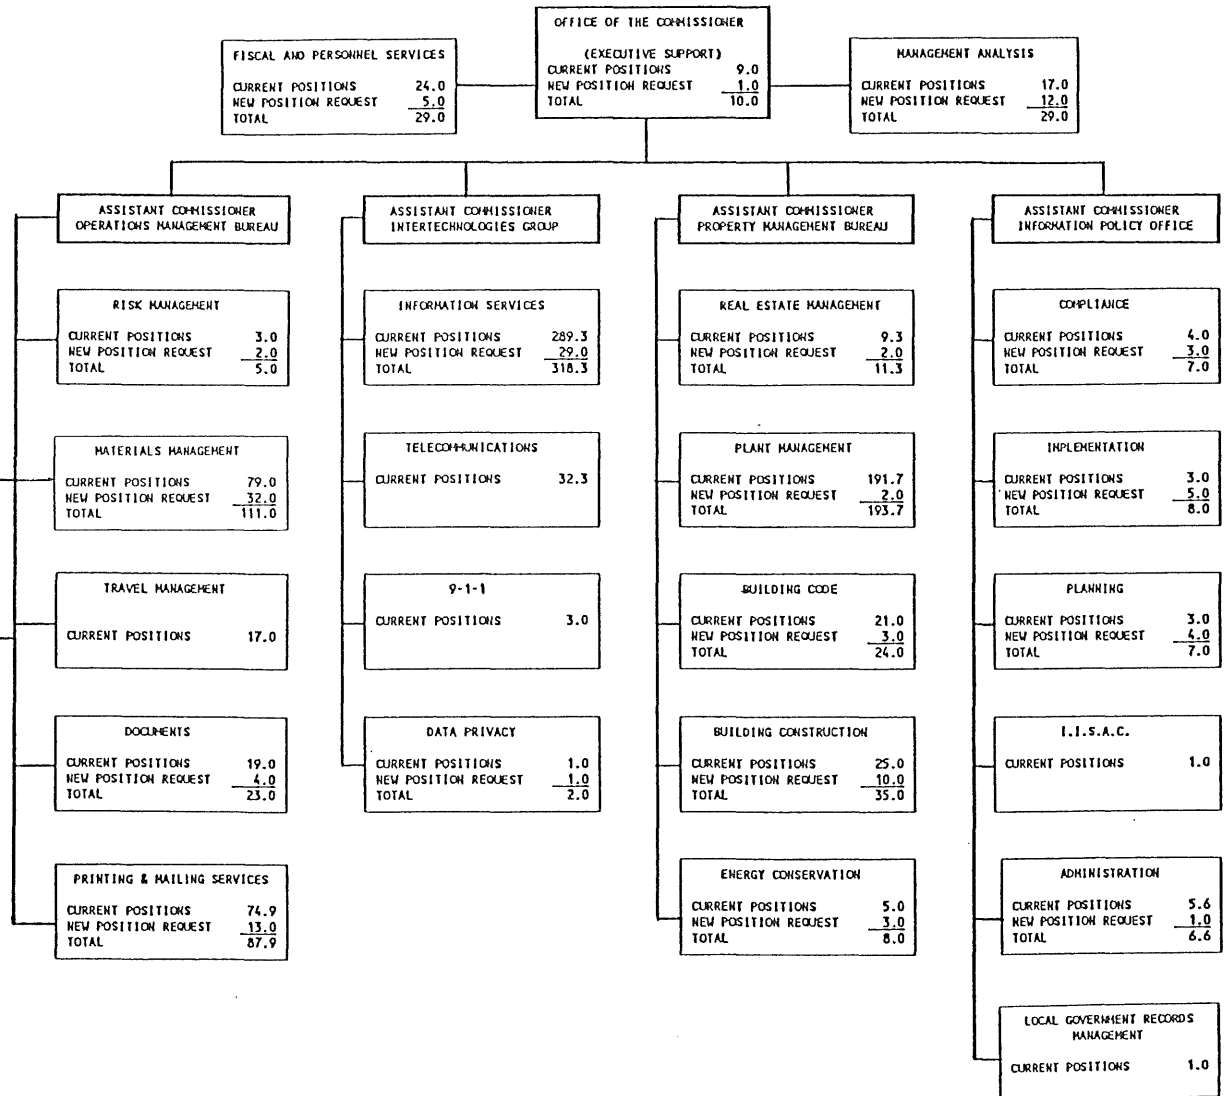 OFFICE OF THE COMMISSIONER
(EXECUTIVE SUPPORT)
CURRENT POSITIONS 9.0
NEW POSITION REQUEST 1.0
TOTAL 10.0
FISCAL AND PERSONNEL SERVICES
CURRENT POSITIONS 24.0
NEW POSITION REQUEST 5.0
TOTAL 29.0
MANAGEMENT ANALYSIS
CURRENT POSITIONS 17.0
NEW POSITION REQUEST 12.0
TOTAL 29.0
ASSISTANT COMMISSIONER
OPERATIONS MANAGEMENT BUREAU
RISK MANAGEMENT
CURRENT POSITIONS 3.0
NEW POSITION REQUEST 2.0
TOTAL 5.0
MATERIALS MANAGEMENT
CURRENT POSITIONS 79.0
NEW POSITION REQUEST 32.0
TOTAL 111.0
TRAVEL MANAGEMENT
CURRENT POSITIONS 17.0
DOCUMENTS
CURRENT POSITIONS 19.0
NEW POSITION REQUEST 4.0
TOTAL 23.0
PRINTING & MAILING SERVICES
CURRENT POSITIONS 74.9
NEW POSITION REQUEST 13.0
TOTAL 87.9
ASSISTANT COMMISSIONER
INTERTECHNOLOGIES GROUP
INFORMATION SERVICES
CURRENT POSITIONS 289.3
NEW POSITION REQUEST 29.0
TOTAL 318.3
TELECOMMUNICATIONS
CURRENT POSITIONS 32.3
9-1-1
CURRENT POSITIONS 3.0
DATA PRIVACY
CURRENT POSITIONS 1.0
NEW POSITION REQUEST 1.0
TOTAL 2.0
ASSISTANT COMMISSIONER
PROPERTY MANAGEMENT BUREAU
REAL ESTATE MANAGEMENT
CURRENT POSITIONS 9.3
NEW POSITION REQUEST 2.0
TOTAL 11.3
PLANT MANAGEMENT
CURRENT POSITIONS 191.7
NEW POSITION REQUEST 2.0
TOTAL 193.7
BUILDING CODE
CURRENT POSITIONS 21.0
NEW POSITION REQUEST 3.0
TOTAL 24.0
BUILDING CONSTRUCTION
CURRENT POSITIONS 25.0
NEW POSITION REQUEST 10.0
TOTAL 35.0
ENERGY CONSERVATION
CURRENT POSITIONS 5.0
NEW POSITION REQUEST 3.0
TOTAL 8.0
ASSISTANT COMMISSIONER
INFORMATION POLICY OFFICE
COMPLIANCE
CURRENT POSITIONS 4.0
NEW POSITION REQUEST 3.0
TOTAL 7.0
IMPLEMENTATION
CURRENT POSITIONS 3.0
NEW POSITION REQUEST 5.0
TOTAL 8.0
PLANNING
CURRENT POSITIONS 3.0
NEW POSITION REQUEST 4.0
TOTAL 7.0
I.I.S.A.C.
CURRENT POSITIONS 1.0
ADMINISTRATION
CURRENT POSITIONS 5.6
NEW POSITION REQUEST 1.0
TOTAL 6.6
LOCAL GOVERNMENT RECORDS
MANAGEMENT
CURRENT POSITIONS 1.0